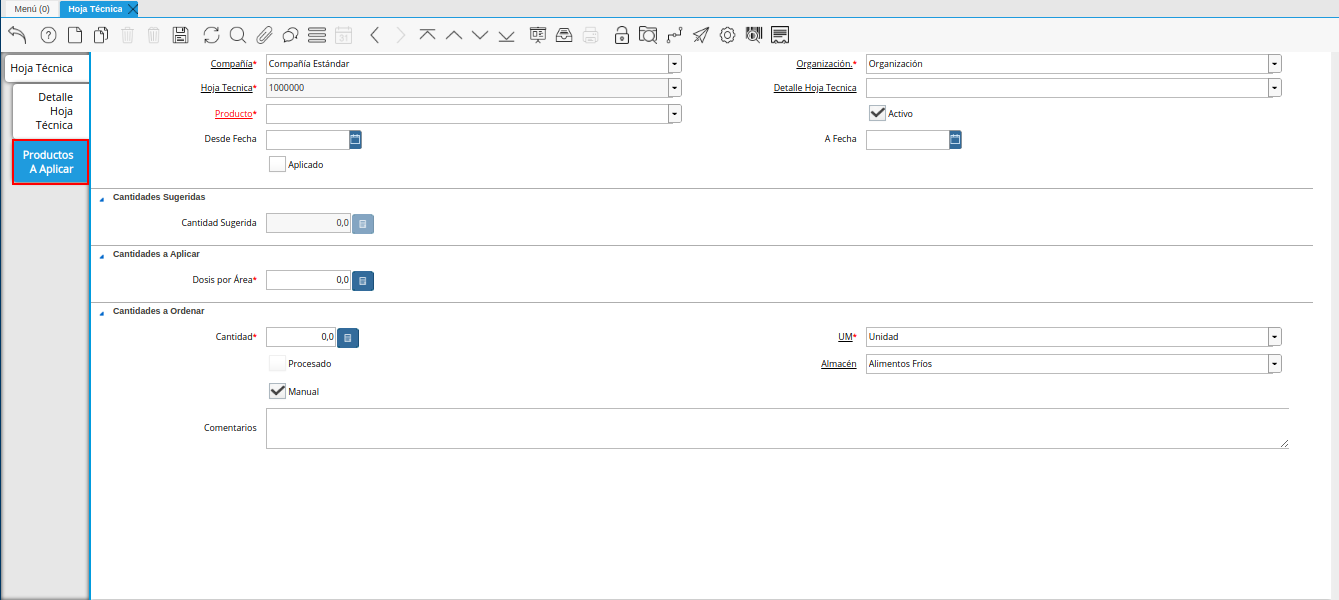 Menú (0) Hoja Técnica
31
Hoja Técnica
Detalle
Hoja
Técnica
Productos
A Aplicar
Compañía* Compañía Estándar Organización.* Organización
Hoja Tecnica* 1000000 Detalle Hoja Tecnica
Producto* Activo
Desde Fecha A Fecha
Aplicado
Cantidades Sugeridas
Cantidad Sugerida 0,0
Cantidades a Aplicar
Dosis por Área* 0,0
Cantidades a Ordenar
Cantidad* 0,0 UM* Unidad
Procesado Almacén Alimentos Fríos
Manual
Comentarios